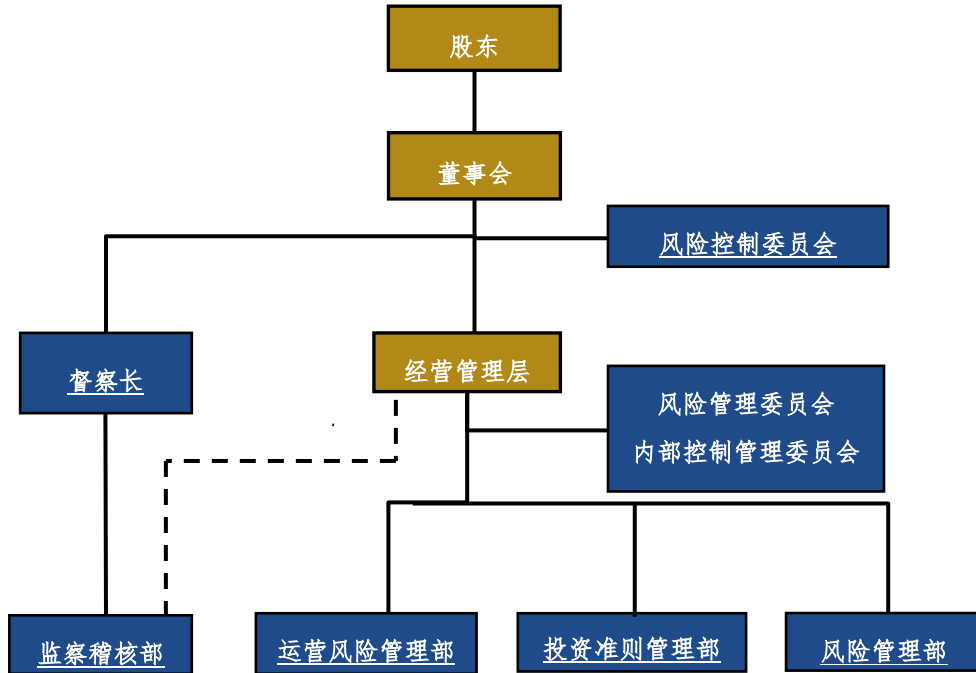 股东
董事会
风险控制委员会
督察长
经营管理层
风险管理委员会
内部控制管理委员会
监察稽核部
运营风险管理部
投资准则管理部
风险管理部